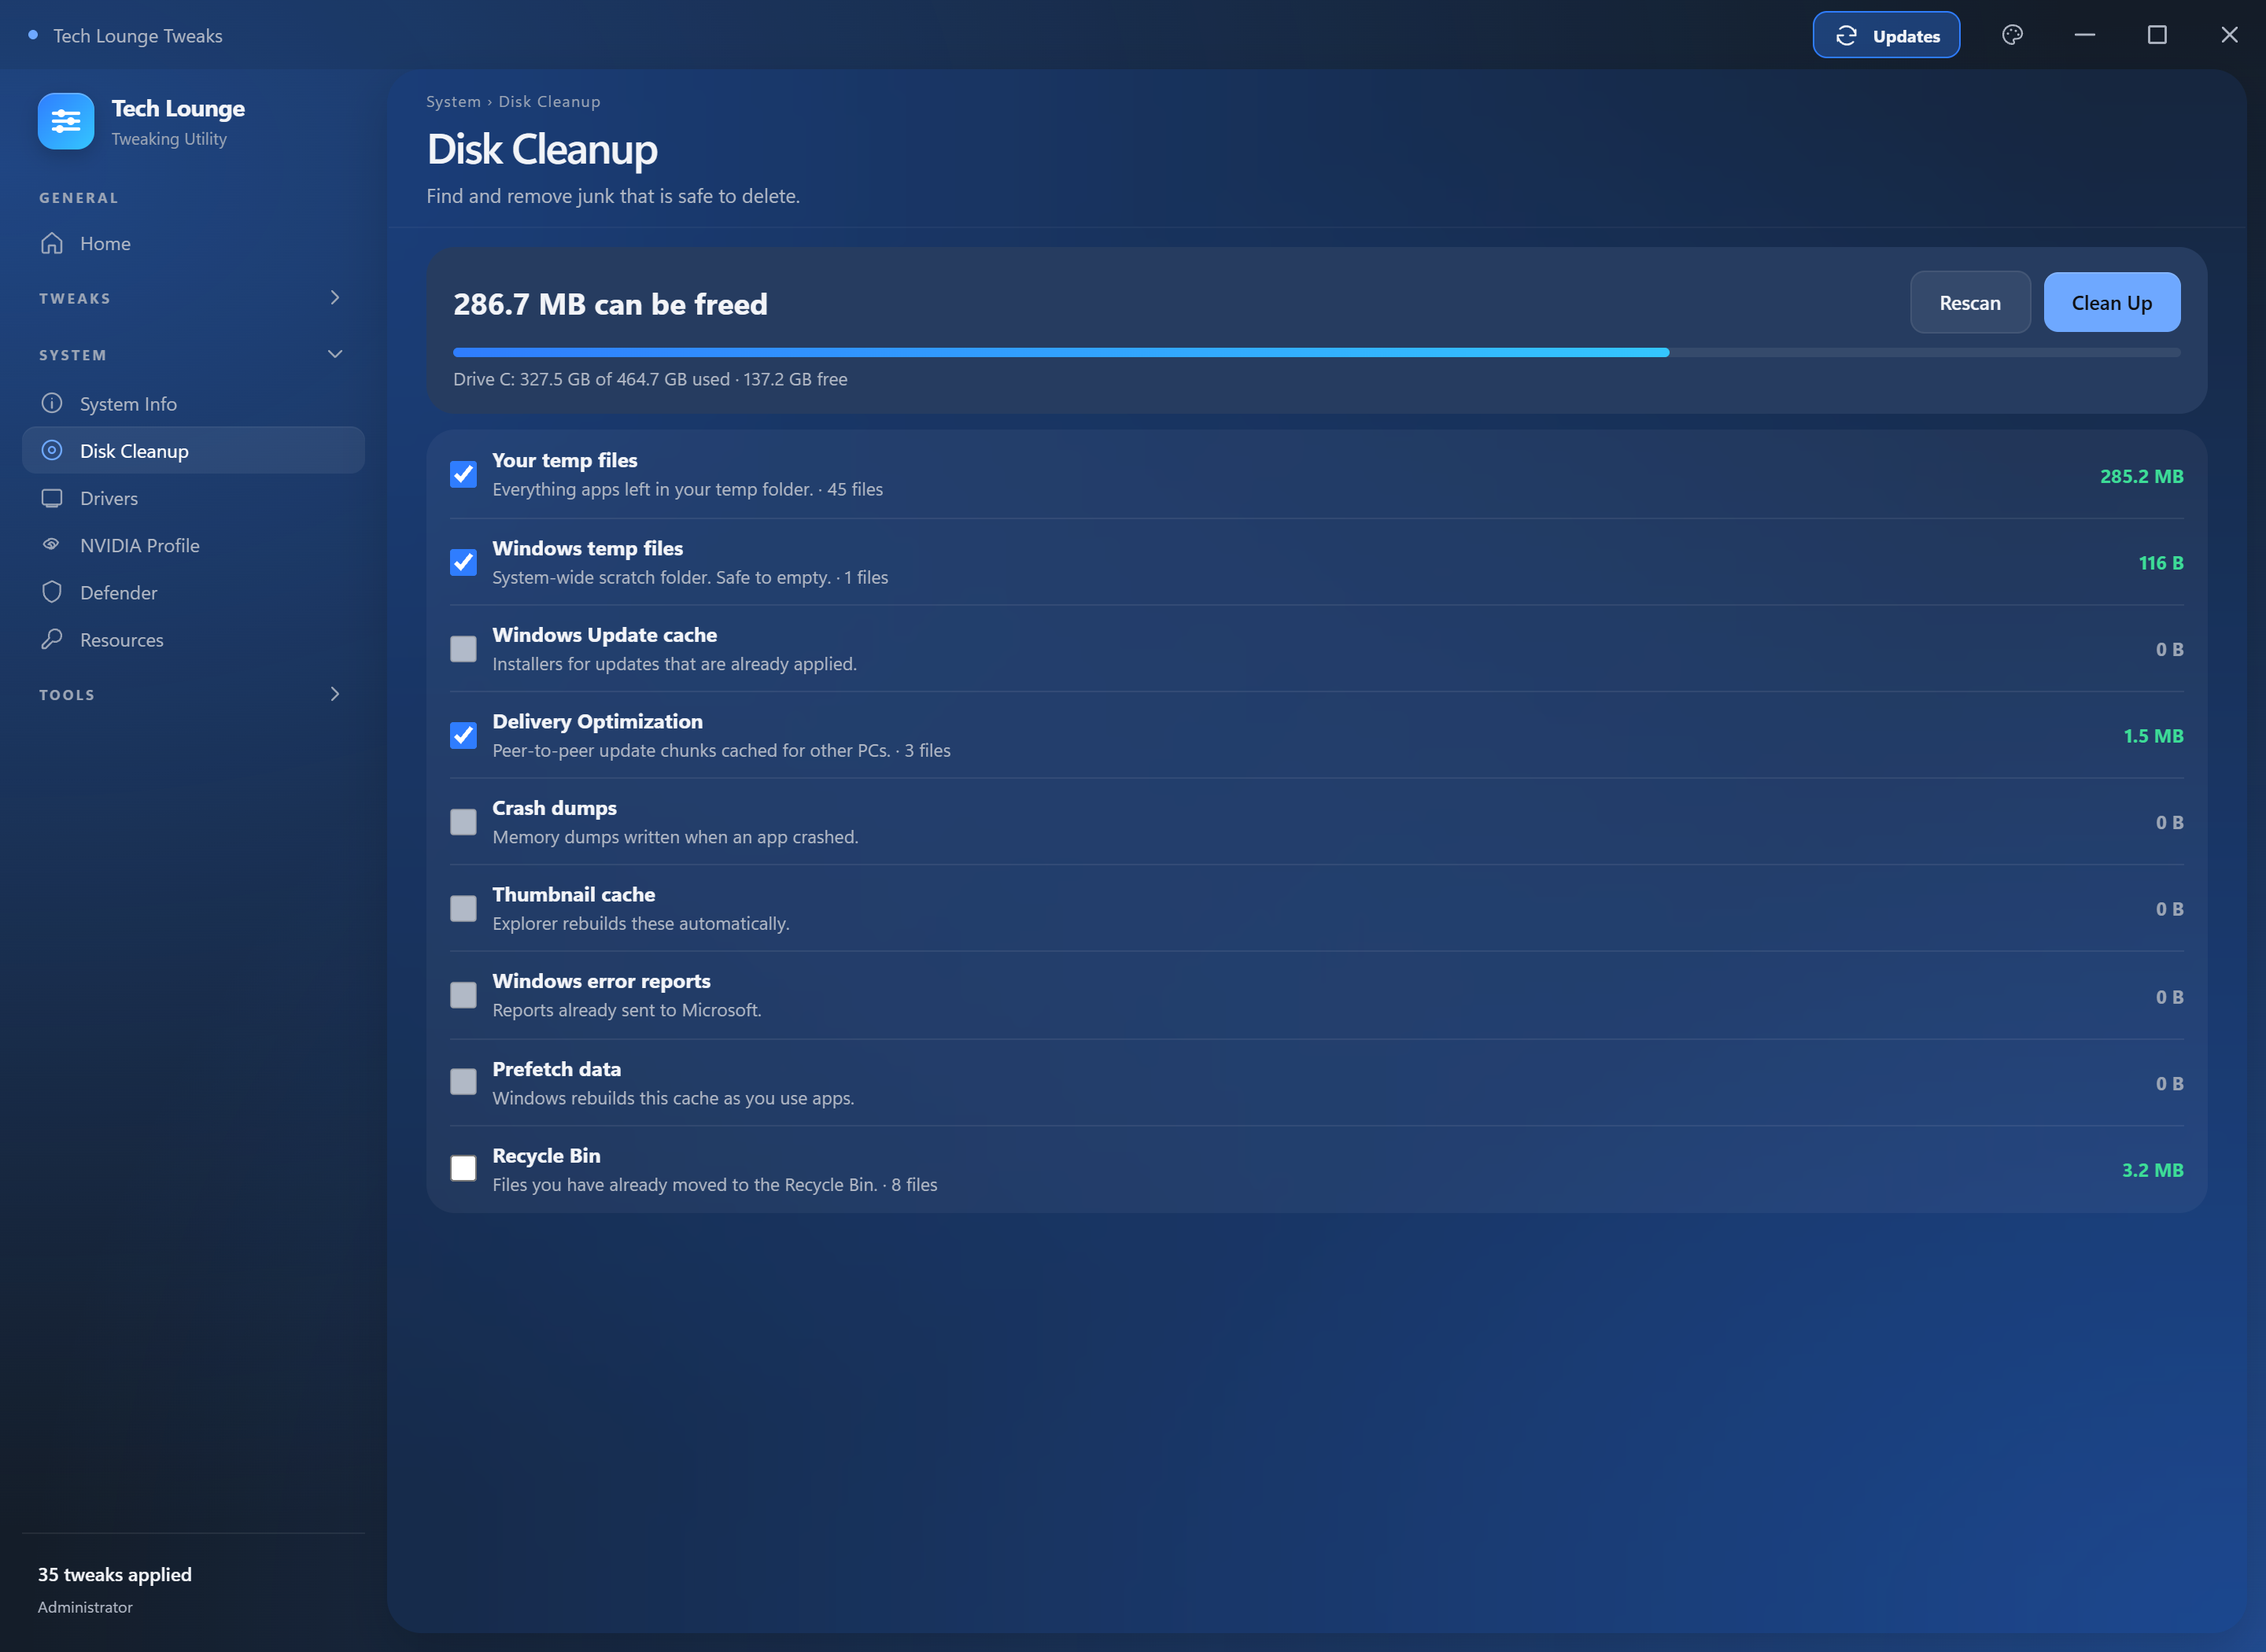 Tech Lounge Tweaks
Updates
Tech Lounge
Tweaking Utility
GENERAL
Home
TWEAKS
SYSTEM
System Info
Disk Cleanup
Drivers
NVIDIA Profile
Defender
Resources
TOOLS
35 tweaks applied
Administrator
System › Disk Cleanup
Disk Cleanup
Find and remove junk that is safe to delete.
286.7 MB can be freed
Rescan
Clean Up
Drive C: 327.5 GB of 464.7 GB used · 137.2 GB free
Your temp files
Everything apps left in your temp folder. · 45 files
285.2 MB
Windows temp files
System-wide scratch folder. Safe to empty. · 1 files
116 B
Windows Update cache
Installers for updates that are already applied.
0 B
Delivery Optimization
Peer-to-peer update chunks cached for other PCs. · 3 files
1.5 MB
Crash dumps
Memory dumps written when an app crashed.
0 B
Thumbnail cache
Explorer rebuilds these automatically.
0 B
Windows error reports
Reports already sent to Microsoft.
0 B
Prefetch data
Windows rebuilds this cache as you use apps.
0 B
Recycle Bin
Files you have already moved to the Recycle Bin. · 8 files
3.2 MB